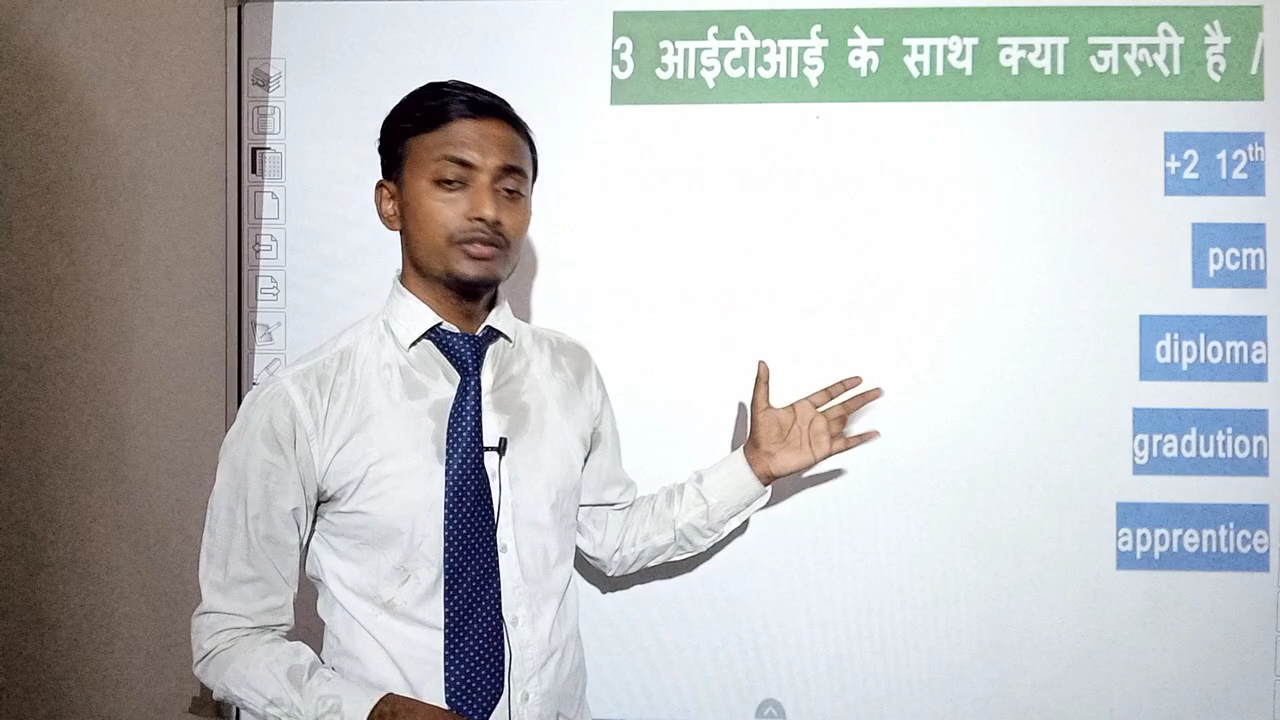 3 आईटीआई के साथ क्या जरूरी है /
+2 12th
pcm
diploma
gradution
apprentice